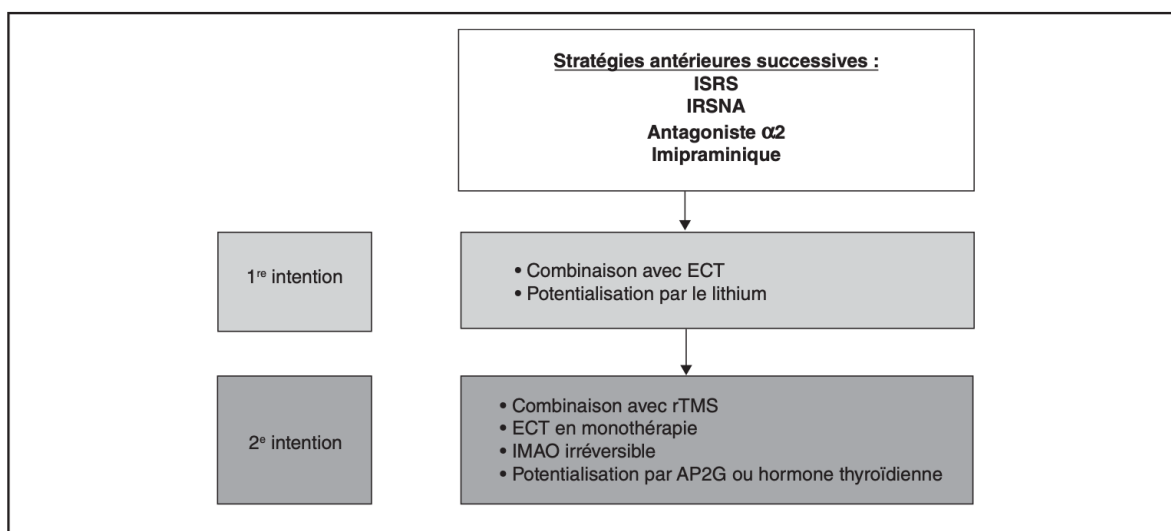 Stratégies antérieures successives :
ISRS
IRSNA
Antagoniste α2
Imipraminique
1re intention
• Combinaison avec ECT
• Potentialisation par le lithium
2e intention
• Combinaison avec rTMS
• ECT en monothérapie
• IMAO irréversible
• Potentialisation par AP2G ou hormone thyroïdienne